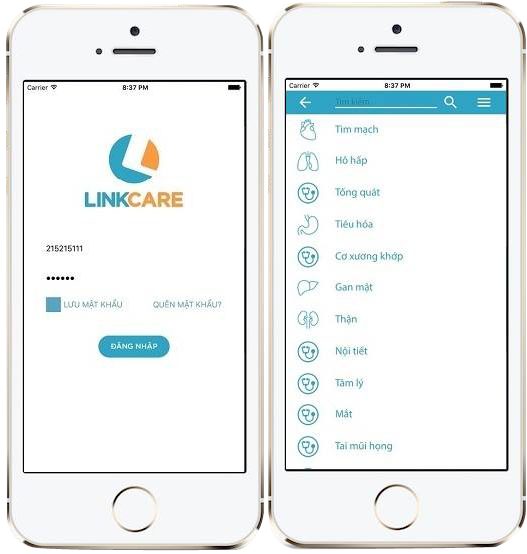 Carrier 8:37 PM
LINKCARE
215215111
••••••
LƯU MẬT KHẨU QUÊN MẬT KHẨU?
ĐĂNG NHẬP
Carrier 8:37 PM
Tìm kiếm
Tim mạch
Hô hấp
Tổng quát
Tiêu hóa
Cơ xương khớp
Gan mật
Thận
Nội tiết
Tâm lý
Mắt
Tai mũi họng